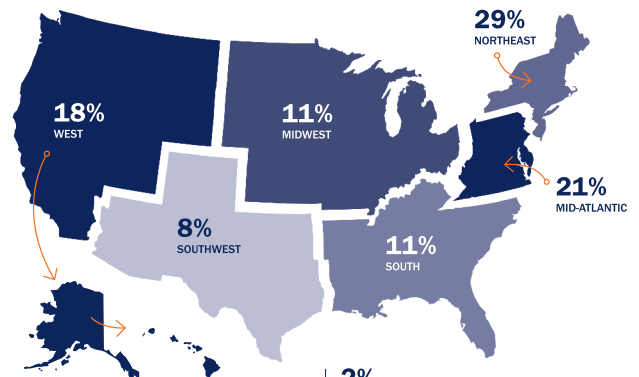 29%
NORTHEAST
18%
WEST
11%
MIDWEST
21%
MID-ATLANTIC
8%
SOUTHWEST
11%
SOUTH